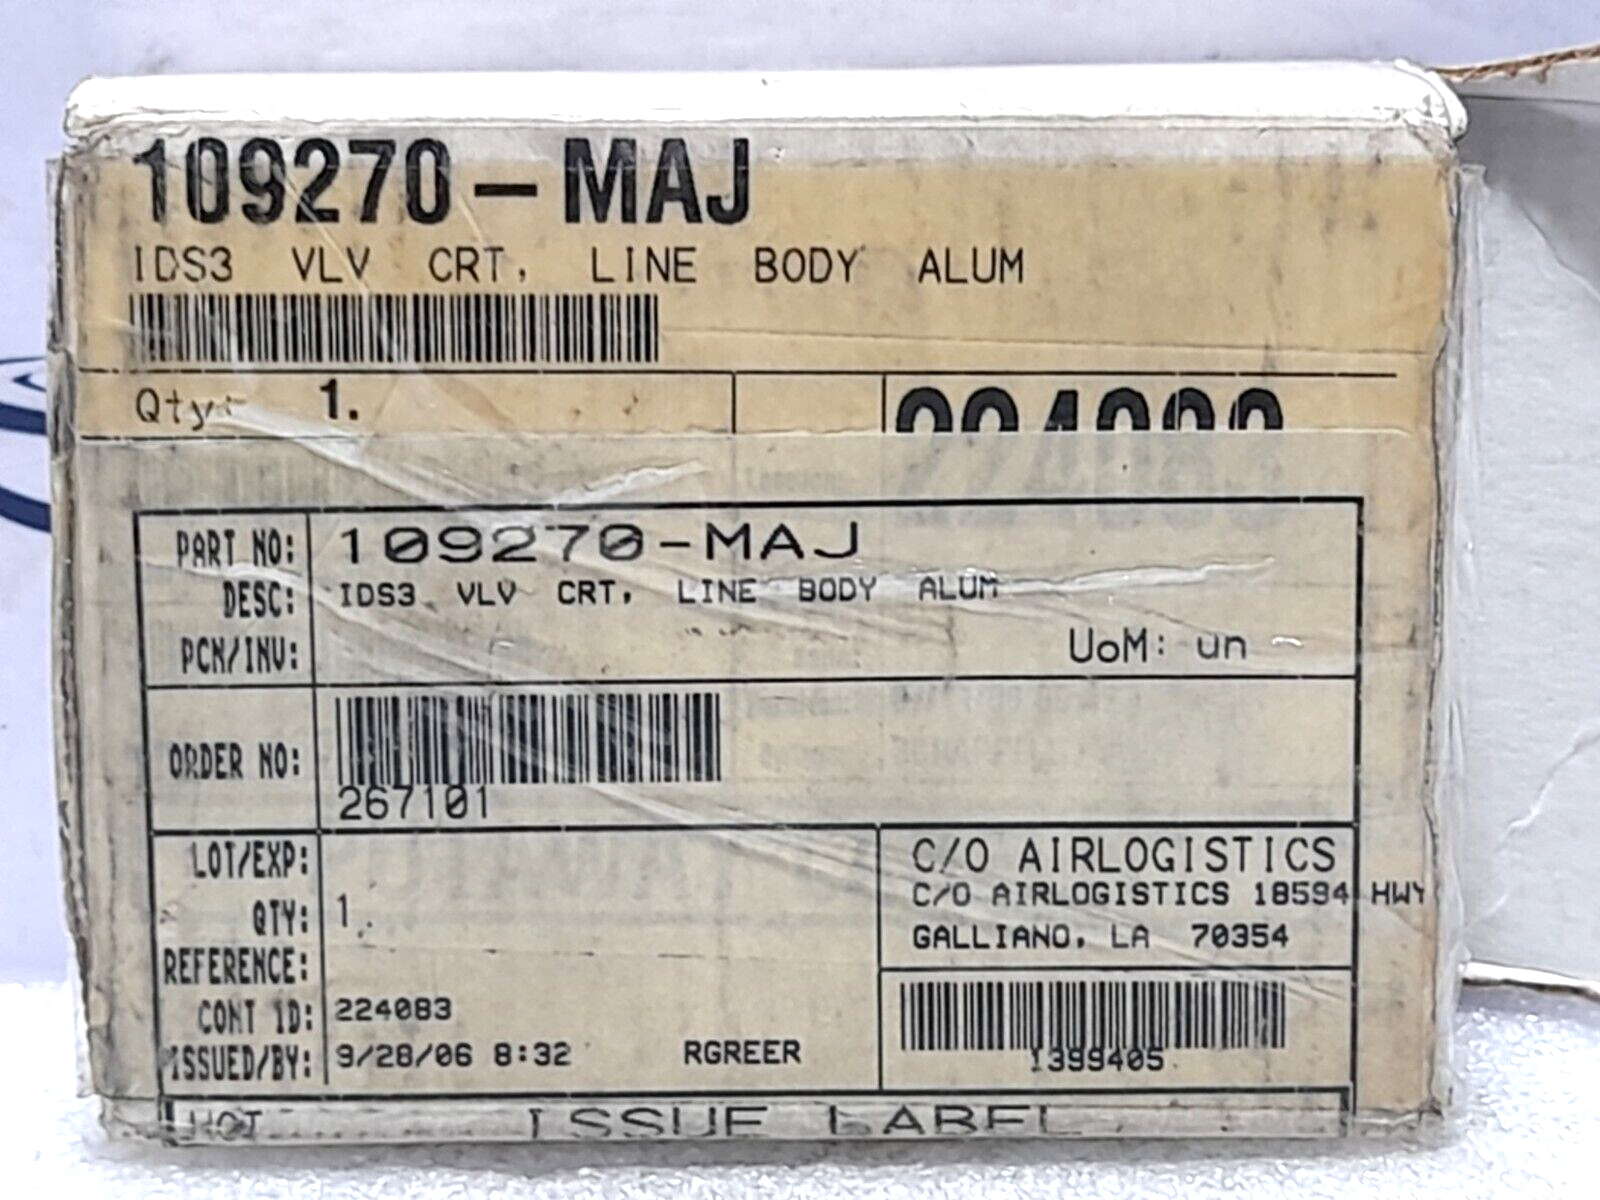 109270-MAJ
IDS3 VLV CRT, LINE BODY ALUM
Qty: 1.
224083
PART NO: 109270-MAJ
DESC: IDS3 VLV CRT, LINE BODY ALUM
PCN/INV:
UoM: un
ORDER NO:
267101
LOT/EXP:
QTY: 1.
REFERENCE:
CONT ID: 224083
ISSUED/BY: 9/28/06 8:32 RGREER
C/O AIRLOGISTICS
C/O AIRLOGISTICS 18594 HWY
GALLIANO, LA 70354
1399405
ISSUE LABEL